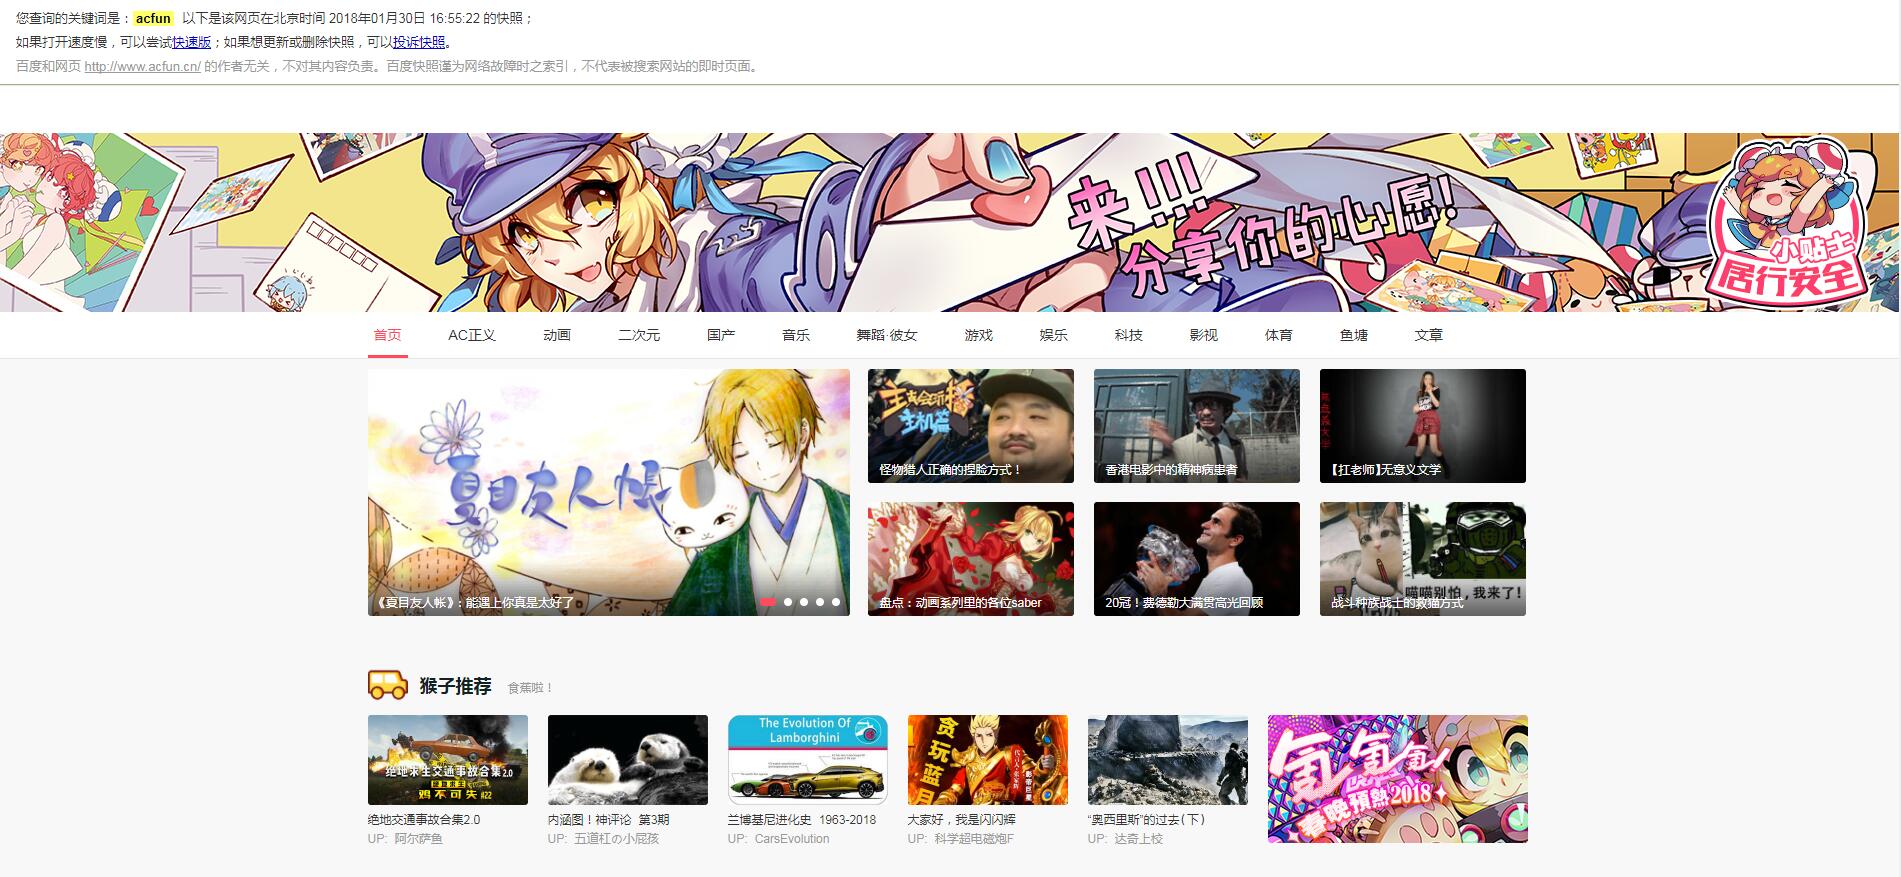 您查询的关键词是：acfun 以下是该网页在北京时间 2018年01月30日 16:55:22 的快照；
如果打开速度慢，可以尝试快速版；如果想更新或删除快照，可以投诉快照。
百度和网页 http://www.acfun.cn/ 的作者无关，不对其内容负责。百度快照谨为网络故障时之索引，不代表被搜索网站的即时页面。
来!!!
分享你的心愿!
小贴士
居行安全
首页 AC正义 动画 二次元 国产 音乐 舞蹈·彼女 游戏 娱乐 科技 影视 体育 鱼塘 文章
夏目友人帐
《夏目友人帐》：能遇上你真是太好了
主机篇
怪物猎人正确的捏脸方式！
香港电影中的精神病患者
【扛老师】无意义文学
盘点：动画系列里的各位saber
20冠！费德勒大满贯高光回顾
喵喵别怕，我来了!
战斗种族战士的救猫方式
猴子推荐 食蕉啦！
绝地求生交通事故合集2.0
鸡不可失 #22
The Evolution Of
Lamborghini
贪玩蓝月
氦气氪!
春晚預熱2018
绝地交通事故合集2.0
UP: 阿尔萨鱼
内涵图！神评论 第3期
UP: 五道杠の小屁孩
兰博基尼进化史 1963-2018
UP: CarsEvolution
大家好，我是闪闪辉
UP: 科学超电磁炮F
“奥西里斯”的过去(下)
UP: 达奇上校